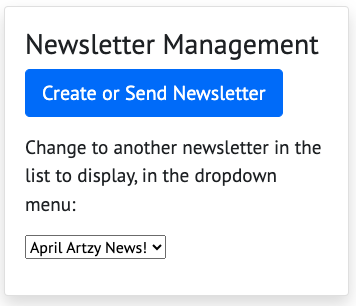 Newsletter Management
Create or Send Newsletter
Change to another newsletter in the
list to display, in the dropdown
menu:
April Artzy News!